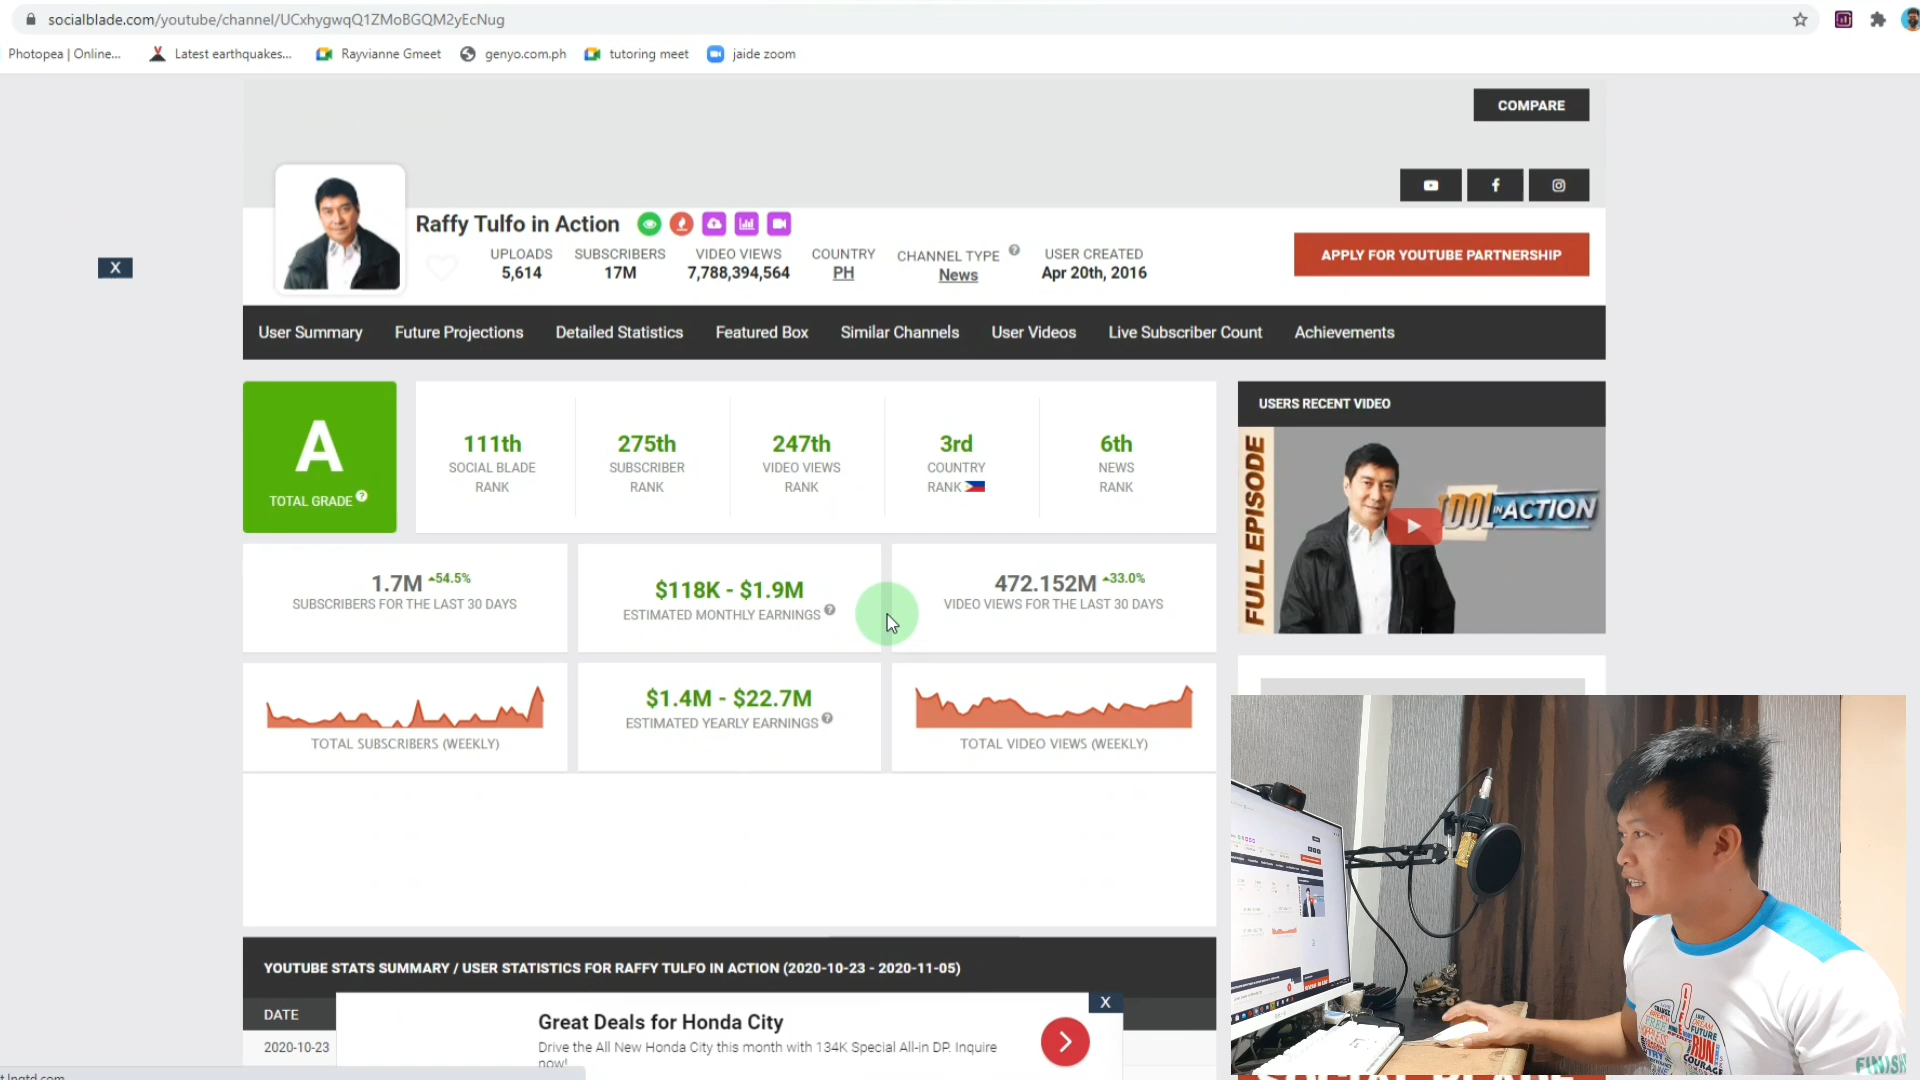 socialblade.com/youtube/channel/UCxhygwqQ1ZMoBGQM2yEcNug
Photopea | Online...
Latest earthquakes...
Rayvianne Gmeet
genyo.com.ph
tutoring meet
jaide zoom
COMPARE
Raffy Tulfo in Action
UPLOADS
5,614
SUBSCRIBERS
17M
VIDEO VIEWS
7,788,394,564
COUNTRY
PH
CHANNEL TYPE
News
USER CREATED
Apr 20th, 2016
APPLY FOR YOUTUBE PARTNERSHIP
X
User Summary
Future Projections
Detailed Statistics
Featured Box
Similar Channels
User Videos
Live Subscriber Count
Achievements
A
TOTAL GRADE
111th
SOCIAL BLADE
RANK
275th
SUBSCRIBER
RANK
247th
VIDEO VIEWS
RANK
3rd
COUNTRY
RANK
6th
NEWS
RANK
USERS RECENT VIDEO
FULL EPISODE
IDOL IN ACTION
1.7M 54.5%
SUBSCRIBERS FOR THE LAST 30 DAYS
$118K - $1.9M
ESTIMATED MONTHLY EARNINGS
472.152M 33.0%
VIDEO VIEWS FOR THE LAST 30 DAYS
TOTAL SUBSCRIBERS (WEEKLY)
$1.4M - $22.7M
ESTIMATED YEARLY EARNINGS
TOTAL VIDEO VIEWS (WEEKLY)
YOUTUBE STATS SUMMARY / USER STATISTICS FOR RAFFY TULFO IN ACTION (2020-10-23 - 2020-11-05)
DATE
2020-10-23
X
Great Deals for Honda City
Drive the All New Honda City this month with 134K Special All-in DP. Inquire
now!
LIFE
FREE
DREAM
FUTURE
RUN
COURAGE
FINISH